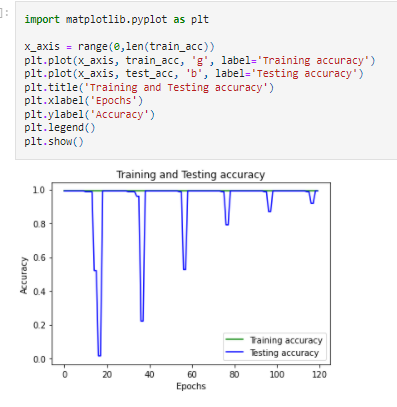 ]:
import matplotlib.pyplot as plt
x_axis = range(0,len(train_acc))
plt.plot(x_axis, train_acc, 'g', label='Training accuracy')
plt.plot(x_axis, test_acc, 'b', label='Testing accuracy')
plt.title('Training and Testing accuracy')
plt.xlabel('Epochs')
plt.ylabel('Accuracy')
plt.legend()
plt.show()
Training and Testing accuracy
1.0
0.8
0.6
0.4
0.2
0.0
Accuracy
Training accuracy
Testing accuracy
0 20 40 60 80 100 120
Epochs